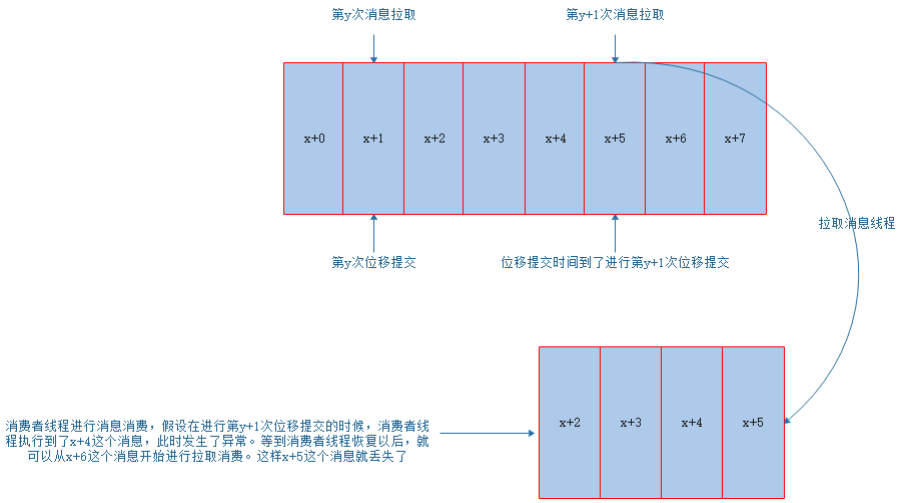 第y次消息拉取 第y+1次消息拉取
x+0 x+1 x+2 x+3 x+4 x+5 x+6 x+7
拉取消息线程
第y次位移提交 位移提交时间到了进行第y+1次位移提交
x+2 x+3 x+4 x+5
消费者线程进行消息消费，假设在进行第y+1次位移提交的时候，消费者线
程执行到了x+4这个消息，此时发生了异常。等到消费者线程恢复以后，就
可以从x+6这个消息开始进行拉取消费。这样x+5这个消息就丢失了